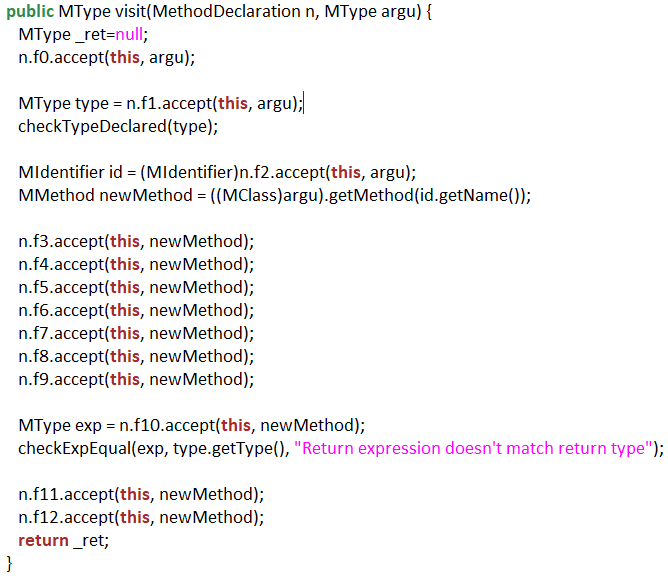 public MType visit(MethodDeclaration n, MType argu) {
MType _ret=null;
n.f0.accept(this, argu);
MType type = n.f1.accept(this, argu);
checkTypeDeclared(type);
MIdentifier id = (MIdentifier)n.f2.accept(this, argu);
MMethod newMethod = ((MClass)argu).getMethod(id.getName());
n.f3.accept(this, newMethod);
n.f4.accept(this, newMethod);
n.f5.accept(this, newMethod);
n.f6.accept(this, newMethod);
n.f7.accept(this, newMethod);
n.f8.accept(this, newMethod);
n.f9.accept(this, newMethod);
MType exp = n.f10.accept(this, newMethod);
checkExpEqual(exp, type.getType(), "Return expression doesn't match return type");
n.f11.accept(this, newMethod);
n.f12.accept(this, newMethod);
return _ret;
}